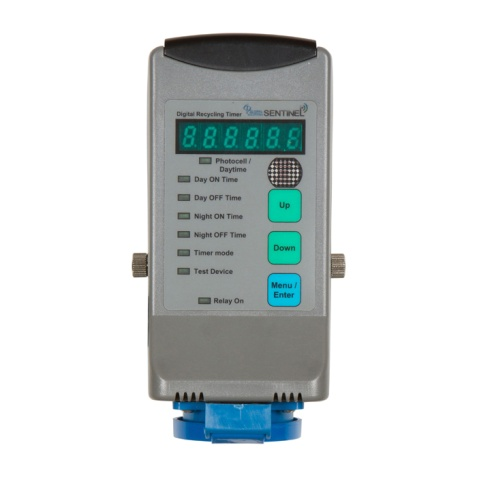 Digital Recycling Timer SENTINEL
8.8.8.8.8.8.
Photocell /
Daytime
Day ON Time
Day OFF Time
Night ON Time
Night OFF Time
Timer mode
Test Device
Relay On
Up
Down
Menu /
Enter